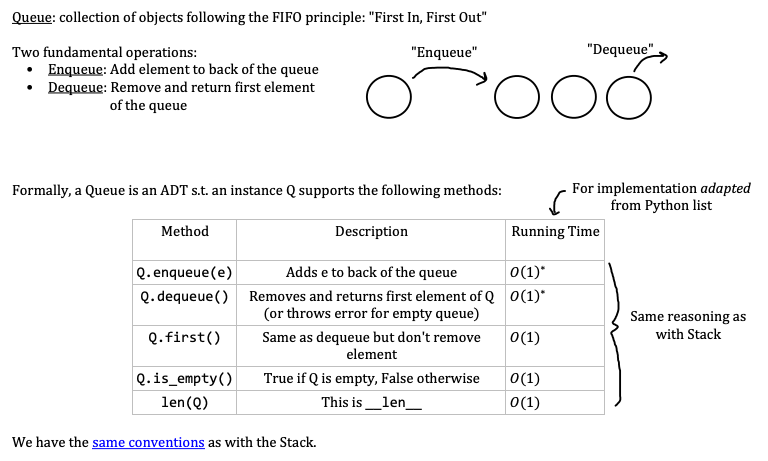 Queue: collection of objects following the FIFO principle: "First In, First Out"
Two fundamental operations:
• Enqueue: Add element to back of the queue
• Dequeue: Remove and return first element
of the queue
"Enqueue"
"Dequeue"
Formally, a Queue is an ADT s.t. an instance Q supports the following methods:
For implementation adapted
from Python list
Method Description Running Time
Q.enqueue(e) Adds e to back of the queue O(1)*
Q.dequeue() Removes and returns first element of Q O(1)*
(or throws error for empty queue)
Q.first() Same as dequeue but don't remove O(1)
element
Q.is_empty() True if Q is empty, False otherwise O(1)
len(Q) This is __len__ O(1)
Same reasoning as
with Stack
We have the same conventions as with the Stack.